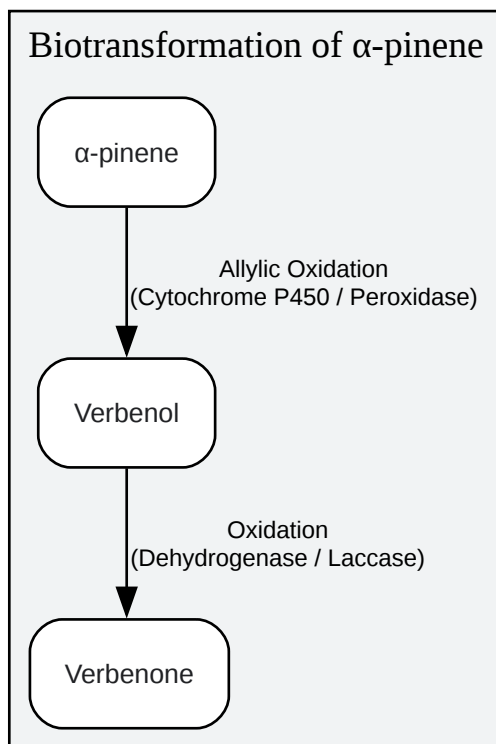 Biotransformation of α-pinene
α-pinene
Allylic Oxidation
(Cytochrome P450 / Peroxidase)
Verbenol
Oxidation
(Dehydrogenase / Laccase)
Verbenone